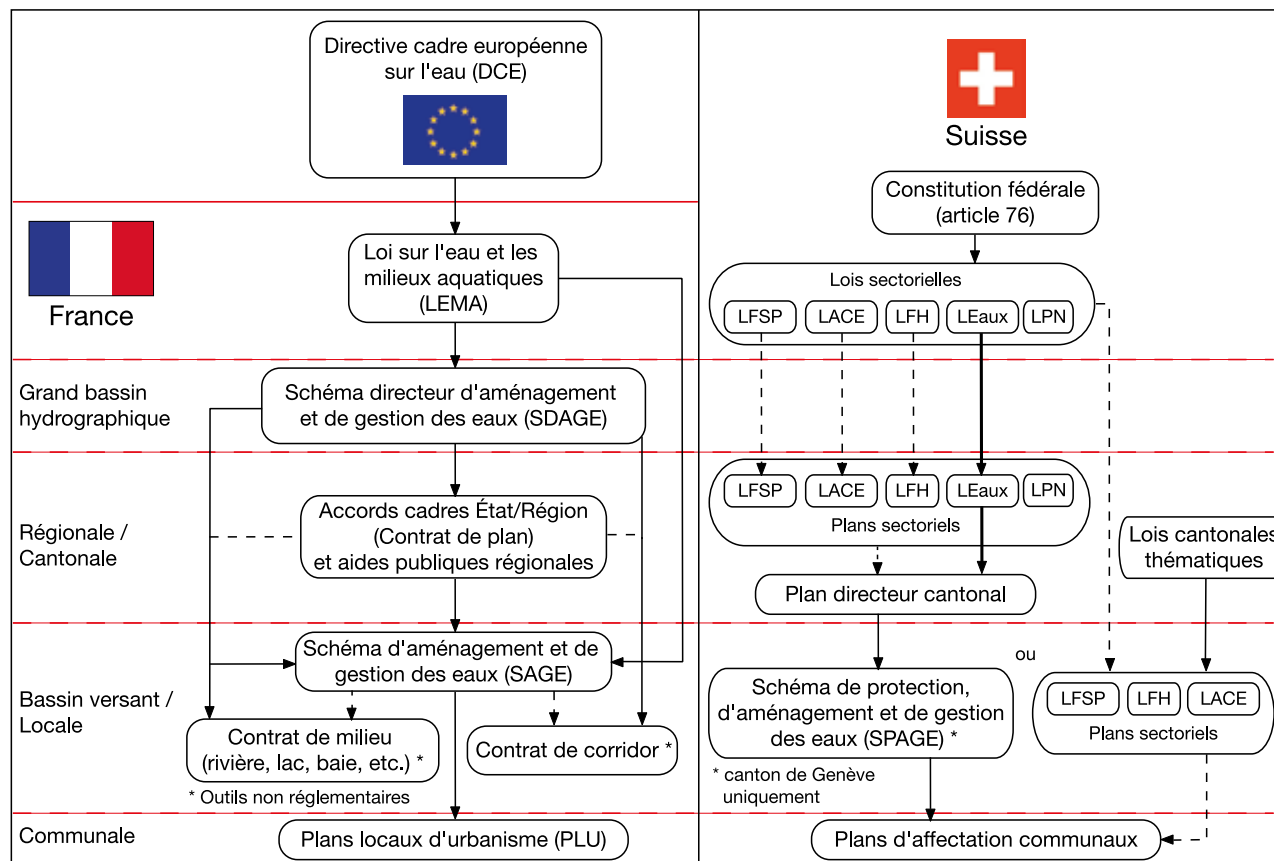 Directive cadre européenne
sur l'eau (DCE)
France
Loi sur l'eau et les
milieux aquatiques
(LEMA)
Grand bassin
hydrographique
Schéma directeur d'aménagement
et de gestion des eaux (SDAGE)
Régionale /
Cantonale
Accords cadres État/Région
(Contrat de plan)
et aides publiques régionales
Bassin versant /
Locale
Schéma d'aménagement et de
gestion des eaux (SAGE)
Contrat de milieu
(rivière, lac, baie, etc.) *
Contrat de corridor *
* Outils non réglementaires
Communale
Plans locaux d'urbanisme (PLU)
Suisse
Constitution fédérale
(article 76)
Lois sectorielles
LFSP LACE LFH LEaux LPN
LFSP LACE LFH LEaux LPN
Plans sectoriels
Lois cantonales
thématiques
Plan directeur cantonal
ou
Schéma de protection,
d'aménagement et de gestion
des eaux (SPAGE) *
* canton de Genève
uniquement
LFSP LFH LACE
Plans sectoriels
Plans d'affectation communaux